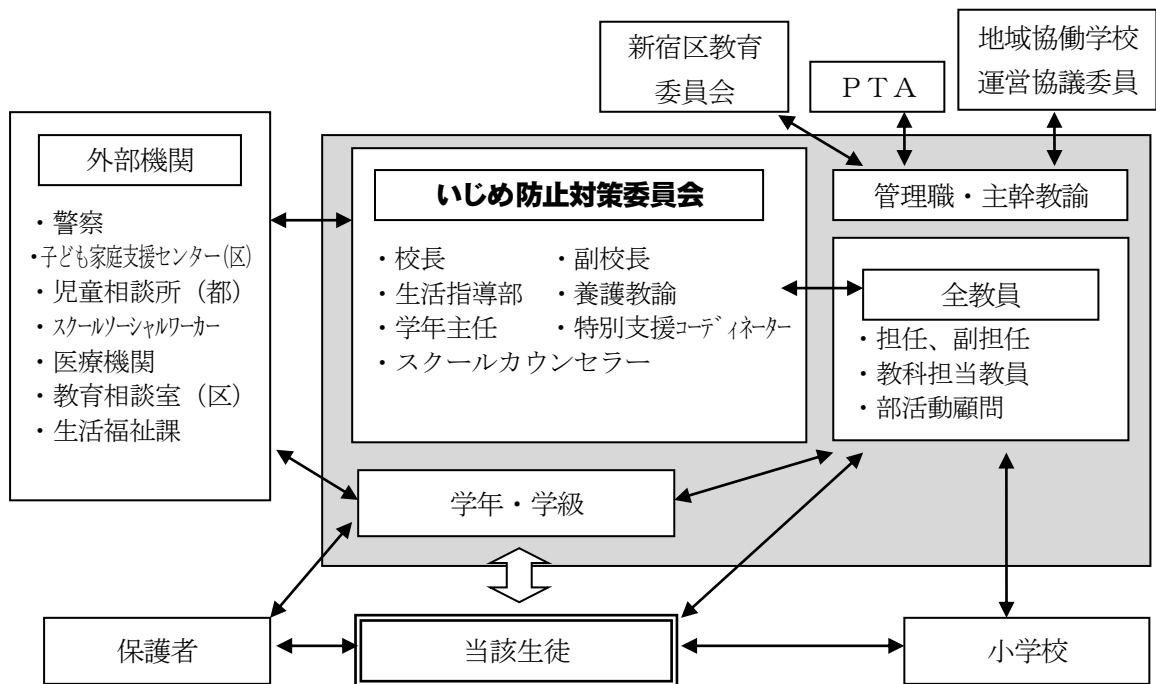 新宿区教育
委員会
ＰＴＡ
地域協働学校
運営協議委員
外部機関
・警察
・子ども家庭支援センター(区)
・児童相談所（都）
・スクールソーシャルワーカー
・医療機関
・教育相談室（区）
・生活福祉課
いじめ防止対策委員会
・校長　・副校長
・生活指導部　・養護教諭
・学年主任　・特別支援コーディネーター
・スクールカウンセラー
管理職・主幹教諭
全教員
・担任、副担任
・教科担当教員
・部活動顧問
学年・学級
保護者
当該生徒
小学校